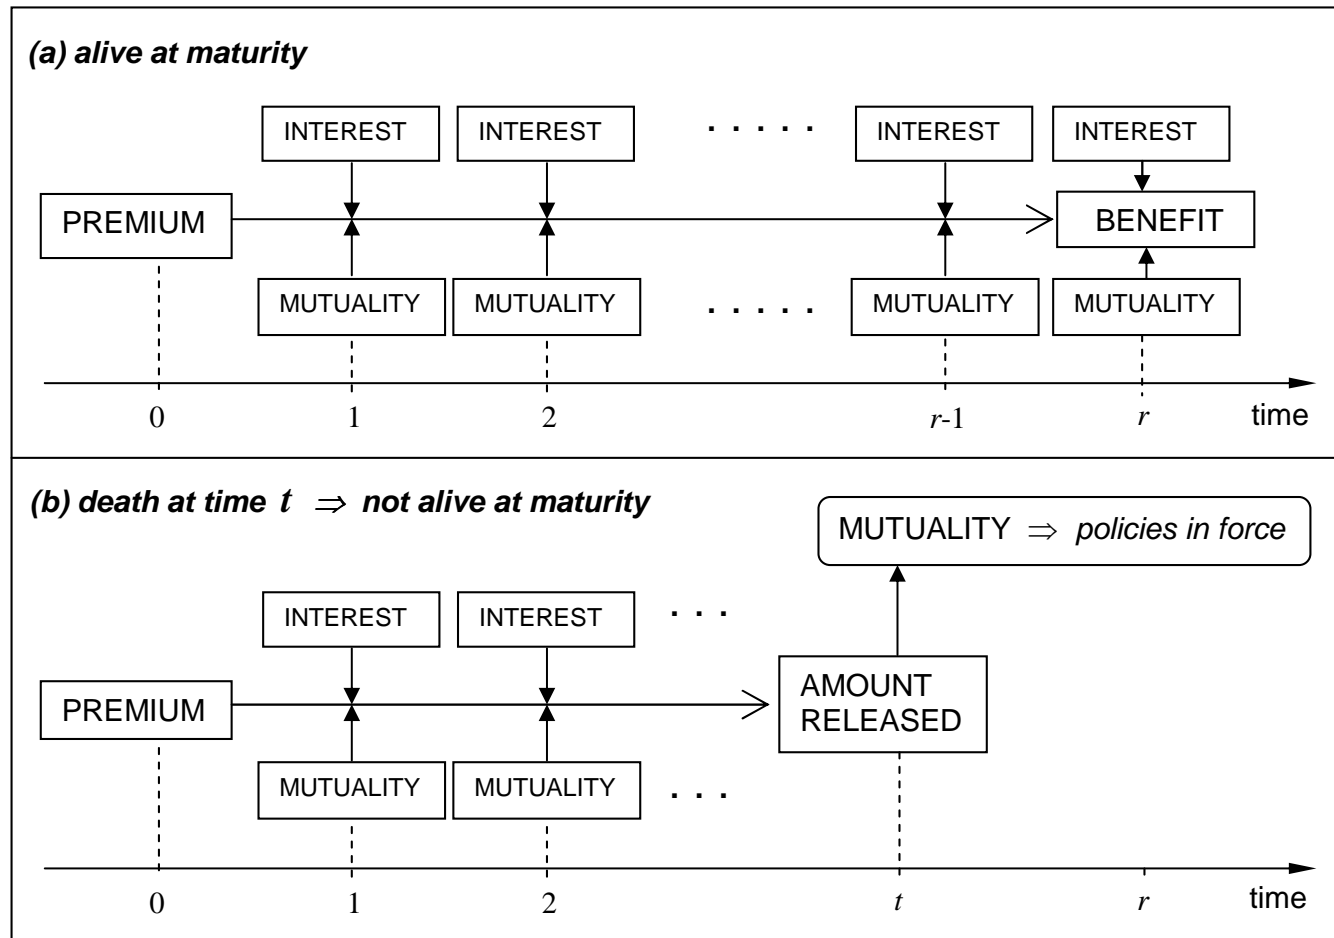 (a) alive at maturity
INTEREST INTEREST . . . . . INTEREST INTEREST
PREMIUM BENEFIT
MUTUALITY MUTUALITY . . . . . MUTUALITY MUTUALITY
0 1 2 r-1 r time
(b) death at time t ⇒ not alive at maturity
MUTUALITY ⇒ policies in force
INTEREST INTEREST . . .
PREMIUM AMOUNT
RELEASED
MUTUALITY MUTUALITY . . .
0 1 2 t r time